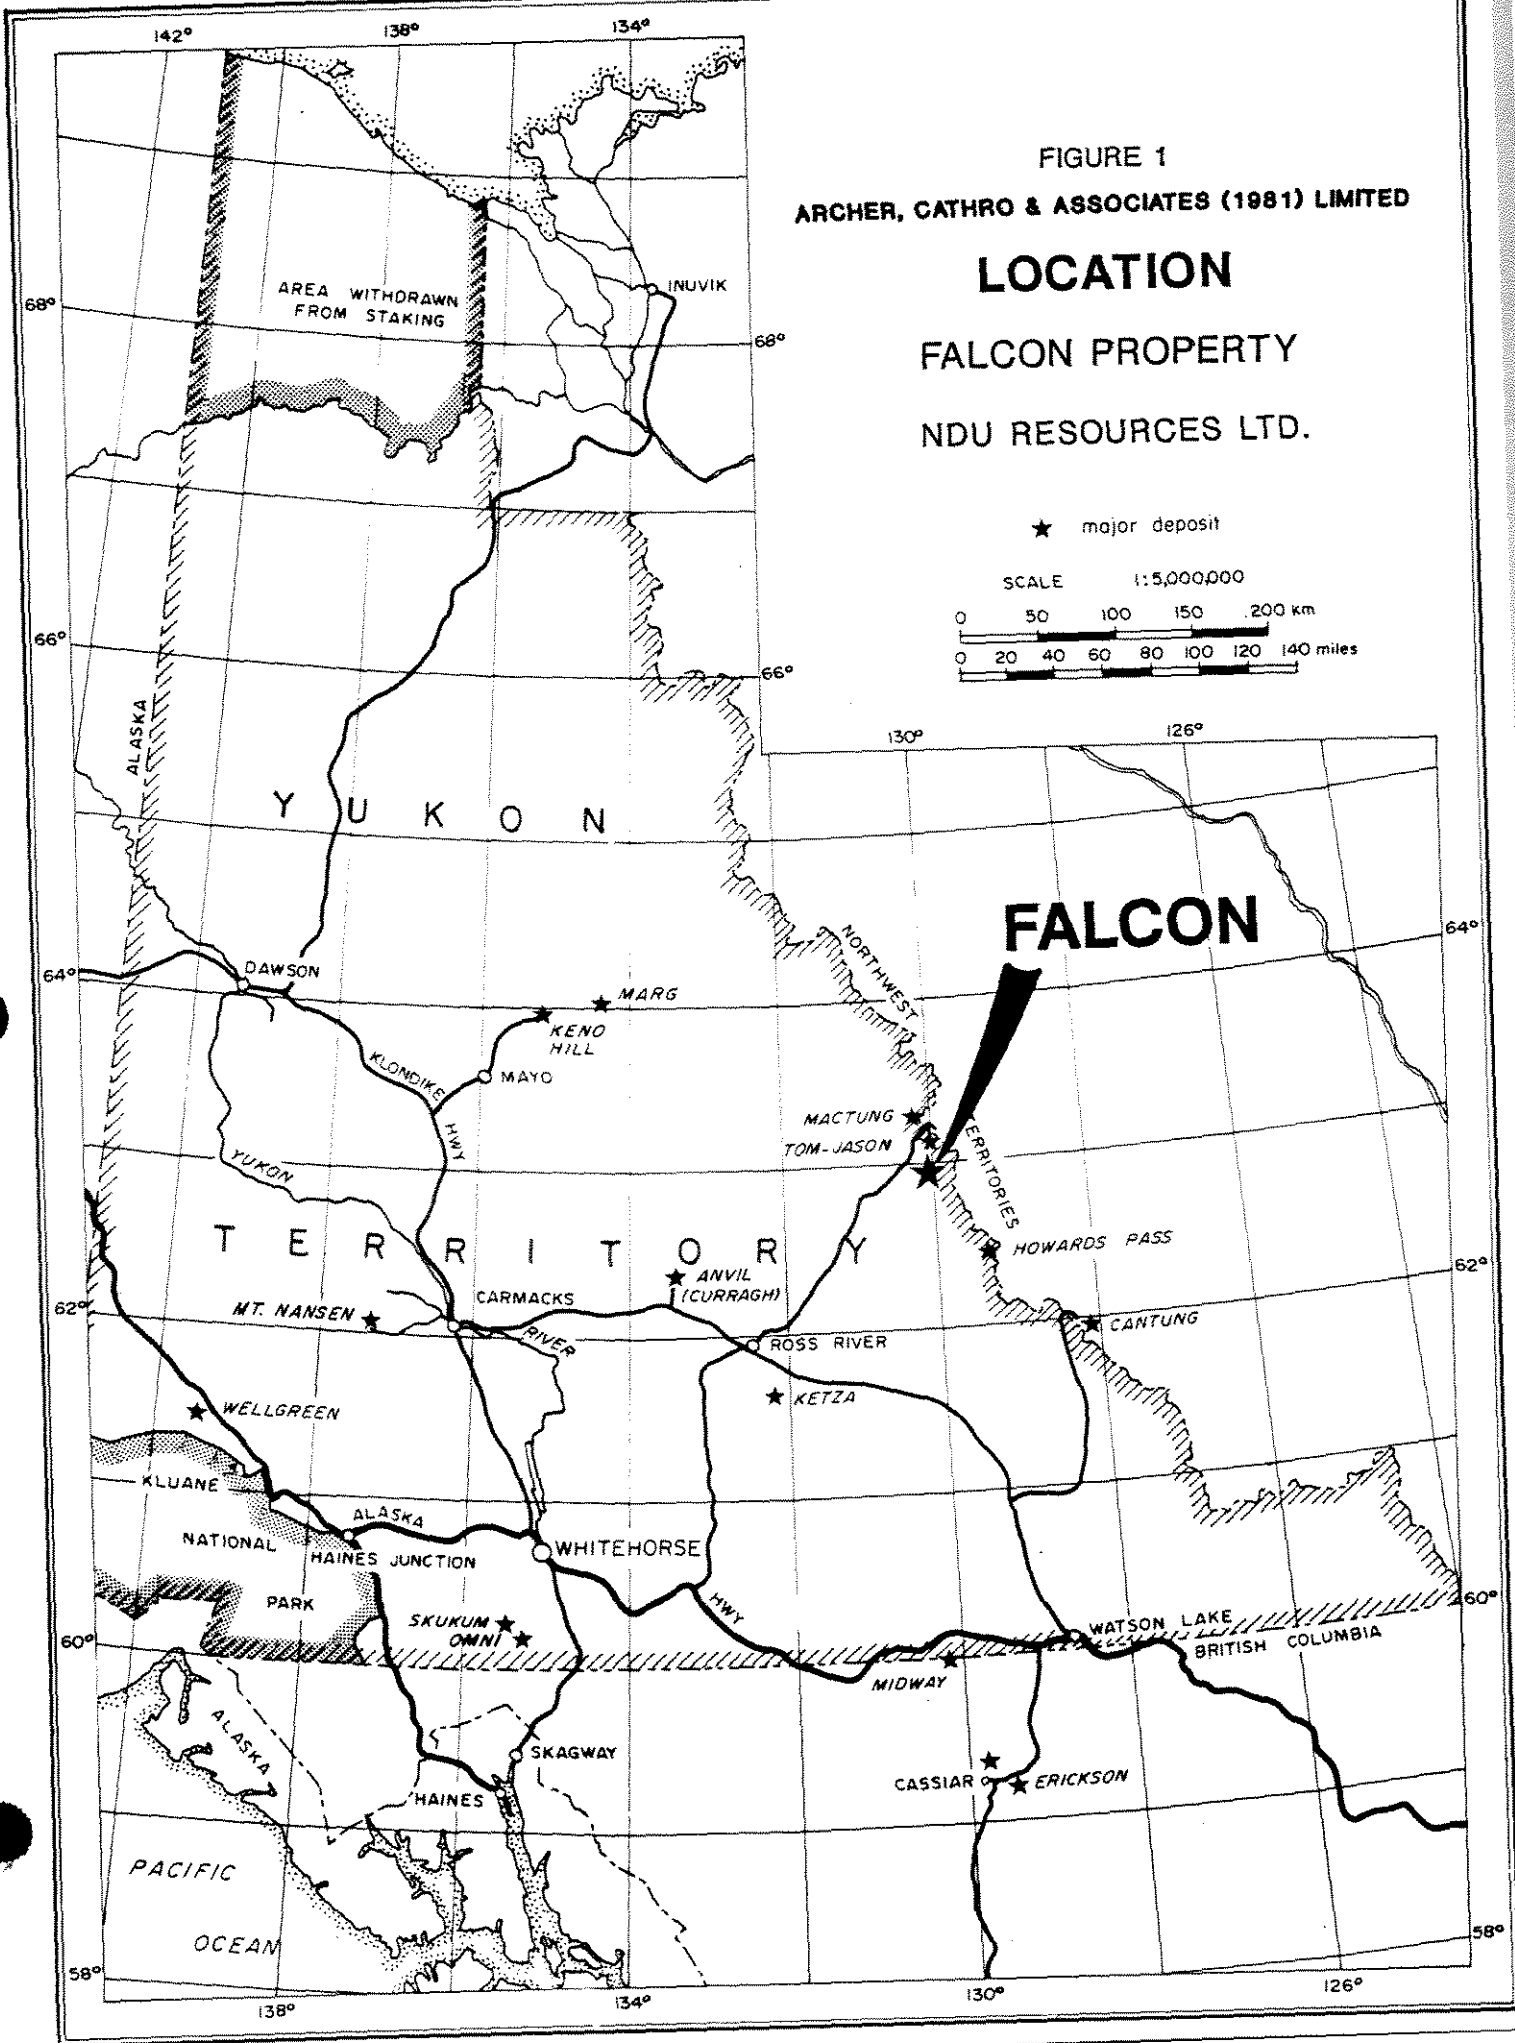 142°
138°
134°
FIGURE 1
ARCHER, CATHRO & ASSOCIATES (1981) LIMITED
LOCATION
FALCON PROPERTY
NDU RESOURCES LTD.
★ major deposit
SCALE 1:5,000,000
0 50 100 150 200 km
0 20 40 60 80 100 120 140 miles
AREA WITHDRAWN
FROM STAKING
INUVIK
68°
68°
66°
66°
130°
126°
ALASKA
YUKON
FALCON
NORTHWEST
TERRITORIES
64°
64°
DAWSON
MARG
KENO
HILL
KLONDIKE
HWY
MAYO
MACTUNG
TOM-JASON
YUKON
TERRITORY
HOWARDS PASS
62°
62°
ANVIL
(CURRAGH)
CARMACKS
MT. NANSEN
RIVER
ROSS RIVER
CANTUNG
KETZA
WELLGREEN
KLUANE
NATIONAL
PARK
ALASKA
HAINES JUNCTION
WHITEHORSE
HWY
SKUKUM
OMNI
60°
60°
WATSON LAKE
BRITISH COLUMBIA
MIDWAY
ALASKA
SKAGWAY
HAINES
CASSIAR
ERICKSON
PACIFIC
OCEAN
58°
58°
138°
134°
130°
126°